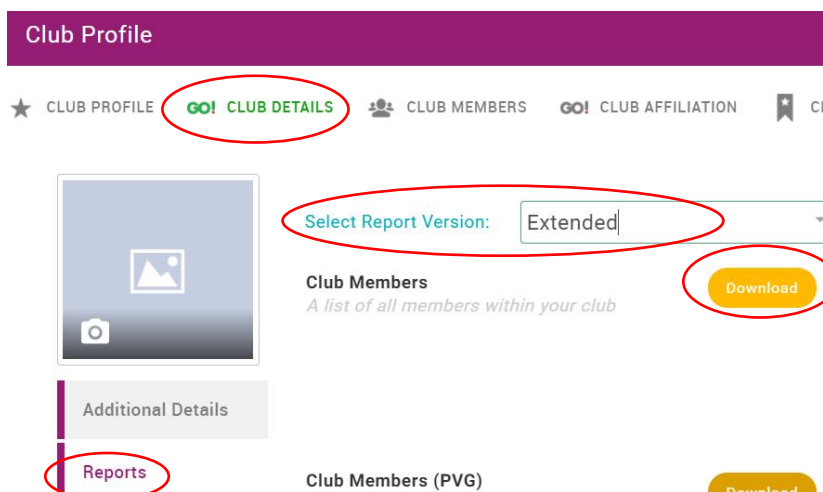 Club Profile
CLUB PROFILE GO! CLUB DETAILS CLUB MEMBERS GO! CLUB AFFILIATION
Select Report Version: Extended
Club Members Download
A list of all members within your club
Additional Details
Reports
Club Members (PVG) Download